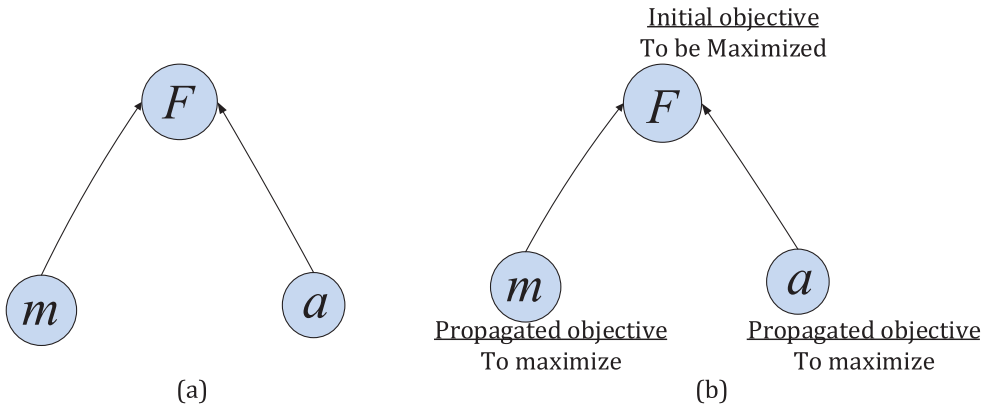 Initial objective
To be Maximized
F
F
m
a
m
a
Propagated objective
To maximize
Propagated objective
To maximize
(a)
(b)